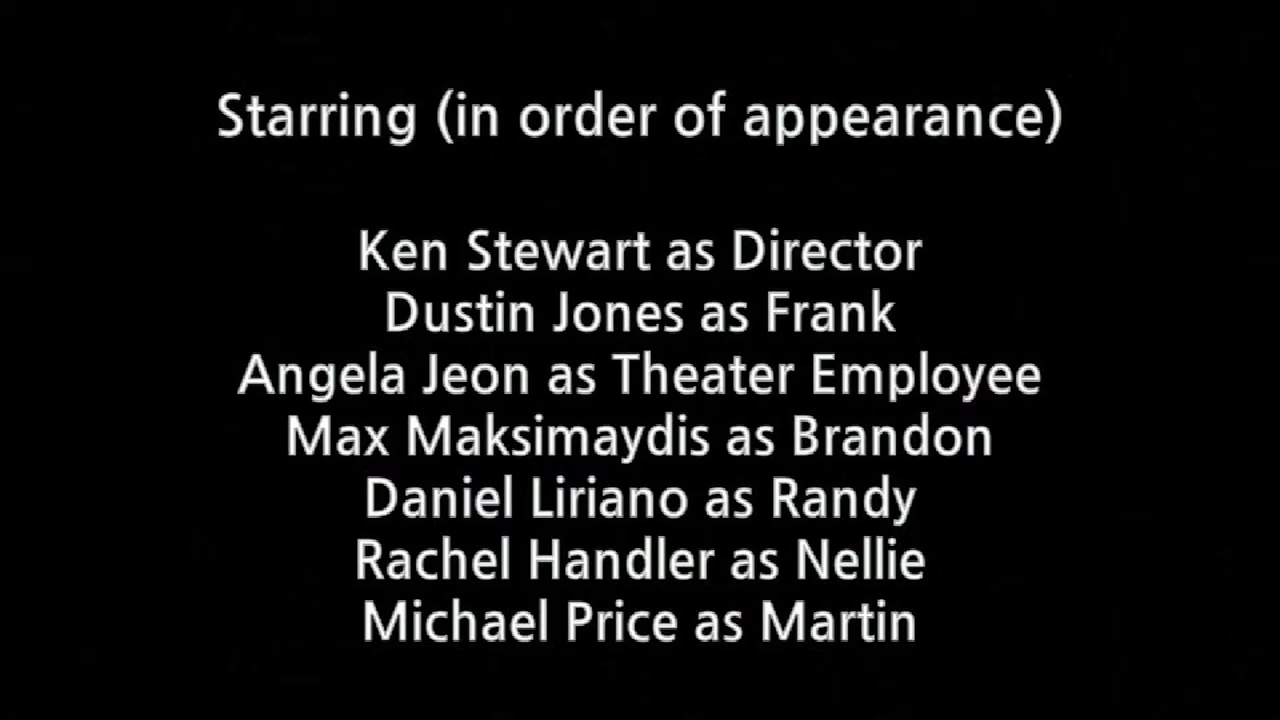 Starring (in order of appearance)
Ken Stewart as Director
Dustin Jones as Frank
Angela Jeon as Theater Employee
Max Maksimaydis as Brandon
Daniel Liriano as Randy
Rachel Handler as Nellie
Michael Price as Martin